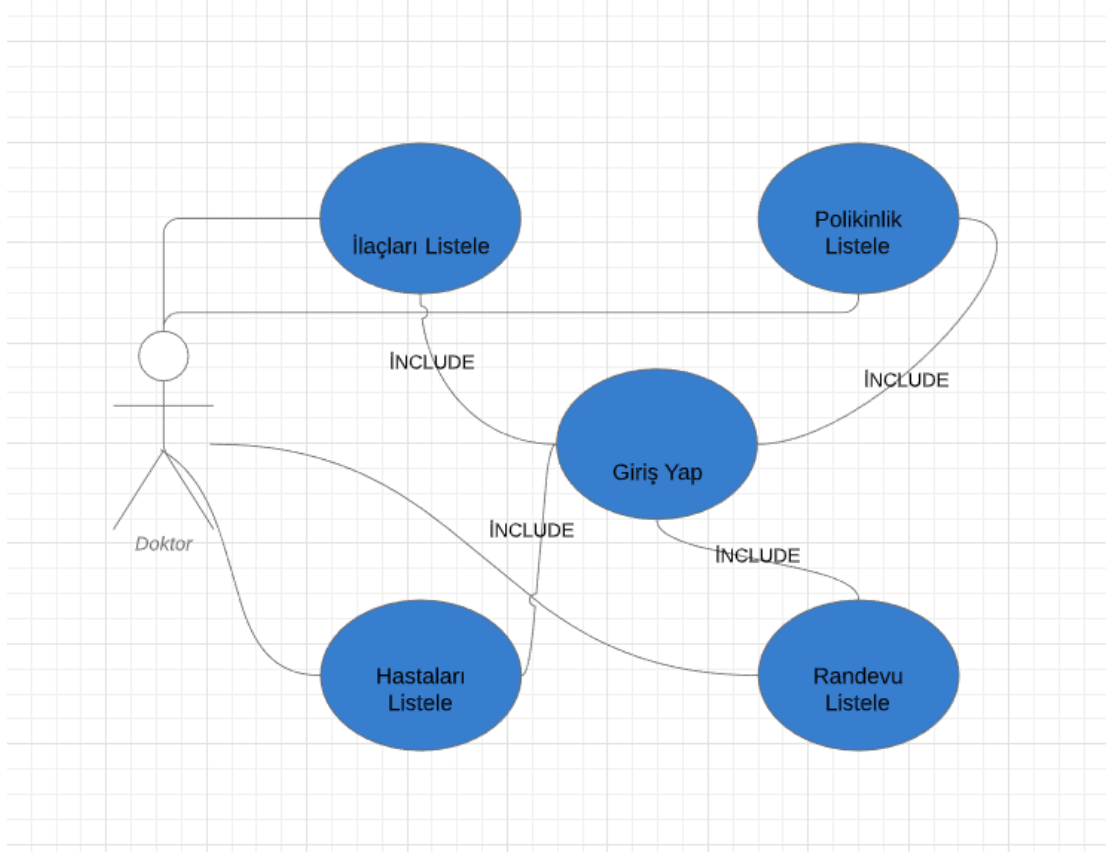 İlaçları Listele
Polikinlik
Listele
İNCLUDE
İNCLUDE
Giriş Yap
İNCLUDE
Doktor
İNCLUDE
Hastaları
Listele
Randevu
Listele